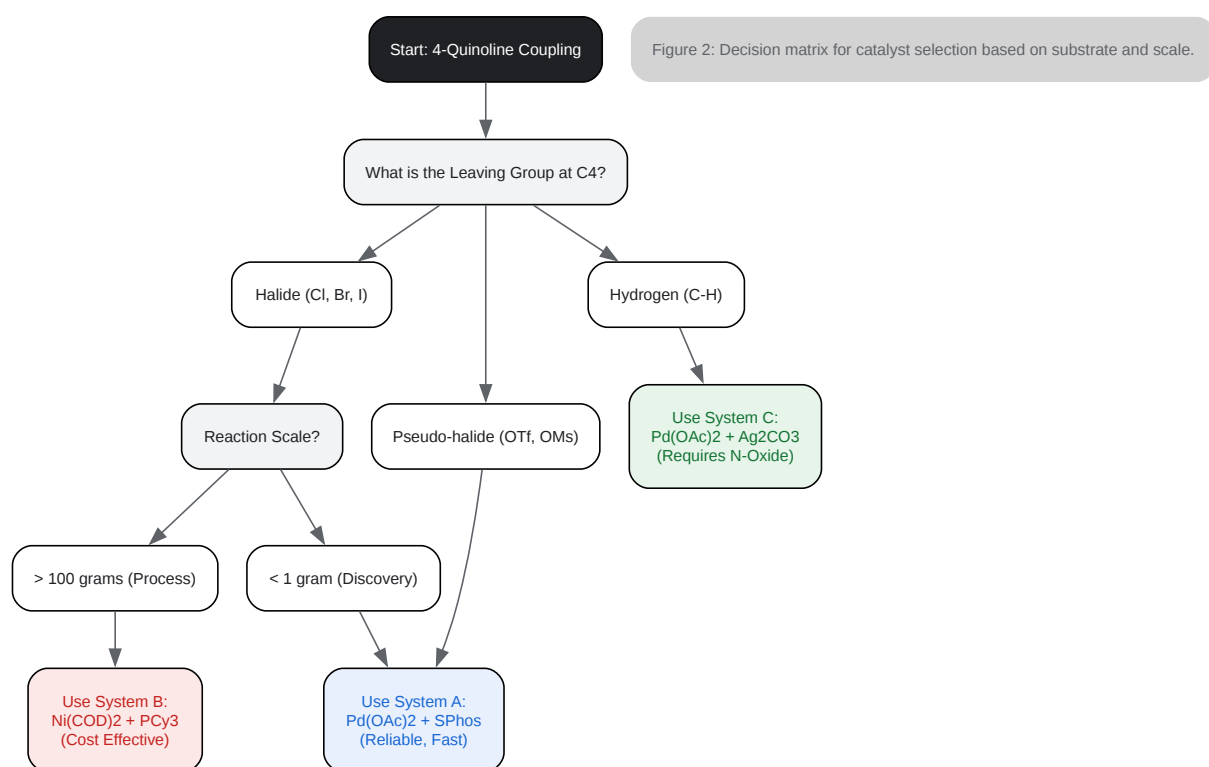 Start: 4-Quinoline Coupling
Figure 2: Decision matrix for catalyst selection based on substrate and scale.
What is the Leaving Group at C4?
Halide (Cl, Br, I)
Hydrogen (C-H)
Reaction Scale?
Pseudo-halide (OTf, OMs)
Use System C:
Pd(OAc)2 + Ag2CO3
(Requires N-Oxide)
> 100 grams (Process)
< 1 gram (Discovery)
Use System B:
Ni(COD)2 + PCy3
(Cost Effective)
Use System A:
Pd(OAc)2 + SPhos
(Reliable, Fast)